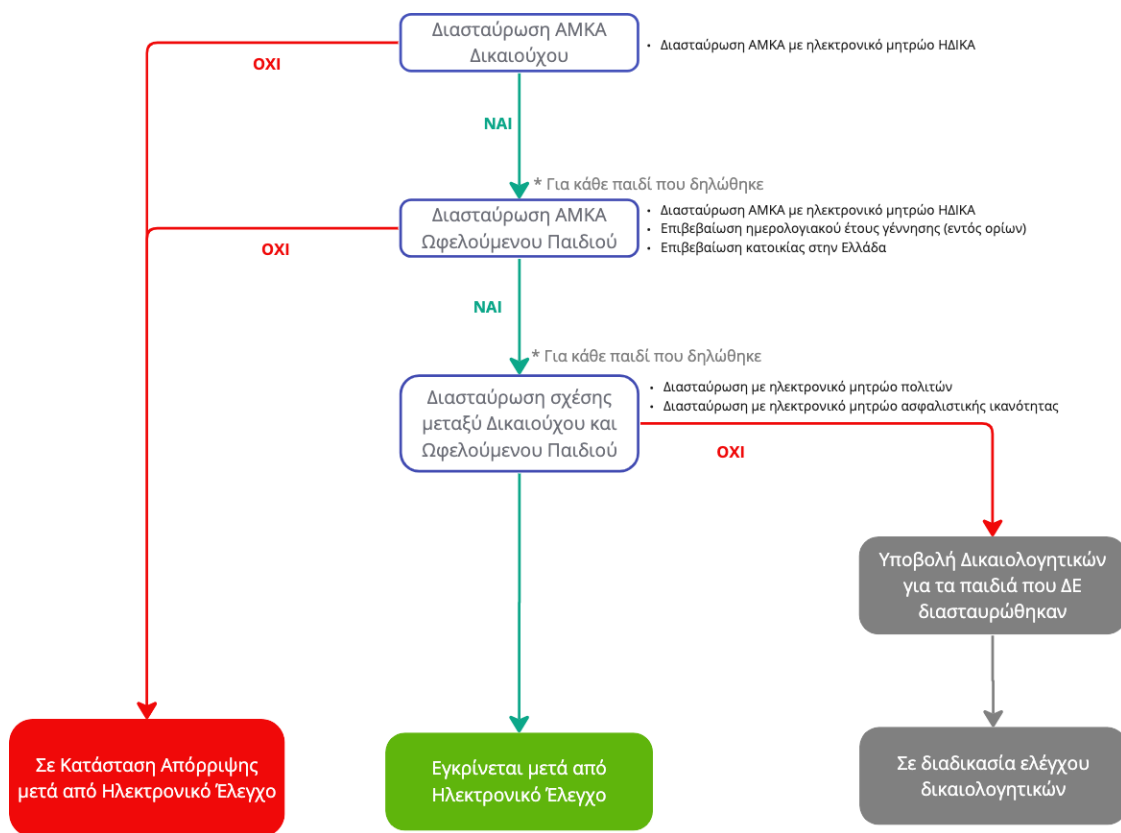 Διασταύρωση ΑΜΚΑ
Δικαιούχου
• Διασταύρωση ΑΜΚΑ με ηλεκτρονικό μητρώο ΗΔΙΚΑ
ΟΧΙ
ΝΑΙ
* Για κάθε παιδί που δηλώθηκε
Διασταύρωση ΑΜΚΑ
Ωφελούμενου Παιδιού
• Διασταύρωση ΑΜΚΑ με ηλεκτρονικό μητρώο ΗΔΙΚΑ
• Επιβεβαίωση ημερολογιακού έτους γέννησης (εντός ορίων)
• Επιβεβαίωση κατοικίας στην Ελλάδα
ΟΧΙ
ΝΑΙ
* Για κάθε παιδί που δηλώθηκε
Διασταύρωση σχέσης
μεταξύ Δικαιούχου και
Ωφελούμενου Παιδιού
• Διασταύρωση με ηλεκτρονικό μητρώο πολιτών
• Διασταύρωση με ηλεκτρονικό μητρώο ασφαλιστικής ικανότητας
ΟΧΙ
Υποβολή Δικαιολογητικών
για τα παιδιά που ΔΕ
διασταυρώθηκαν
Σε Κατάσταση Απόρριψης
μετά από Ηλεκτρονικό Έλεγχο
Εγκρίνεται μετά από
Ηλεκτρονικό Έλεγχο
Σε διαδικασία ελέγχου
δικαιολογητικών